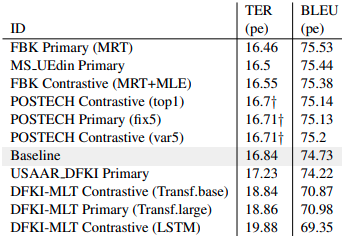 TER BLEU
ID (pe) (pe)
FBK Primary (MRT) 16.46 75.53
MS_UEdin Primary 16.5 75.44
FBK Contrastive (MRT+MLE) 16.55 75.38
POSTECH Contrastive (top1) 16.7† 75.14
POSTECH Primary (fix5) 16.71† 75.13
POSTECH Contrastive (var5) 16.71† 75.2
Baseline 16.84 74.73
USAAR_DFKI Primary 17.23 74.22
DFKI-MLT Contrastive (Transf.base) 18.84 70.87
DFKI-MLT Primary (Transf.large) 18.86 70.98
DFKI-MLT Contrastive (LSTM) 19.88 69.35